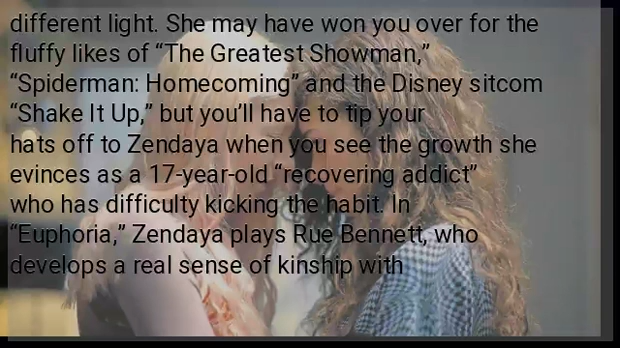 different light. She may have won you over for the
fluffy likes of “The Greatest Showman,”
“Spiderman: Homecoming” and the Disney sitcom
“Shake It Up,” but you’ll have to tip your
hats off to Zendaya when you see the growth she
evinces as a 17-year-old “recovering addict”
who has difficulty kicking the habit. In
“Euphoria,” Zendaya plays Rue Bennett, who
develops a real sense of kinship with